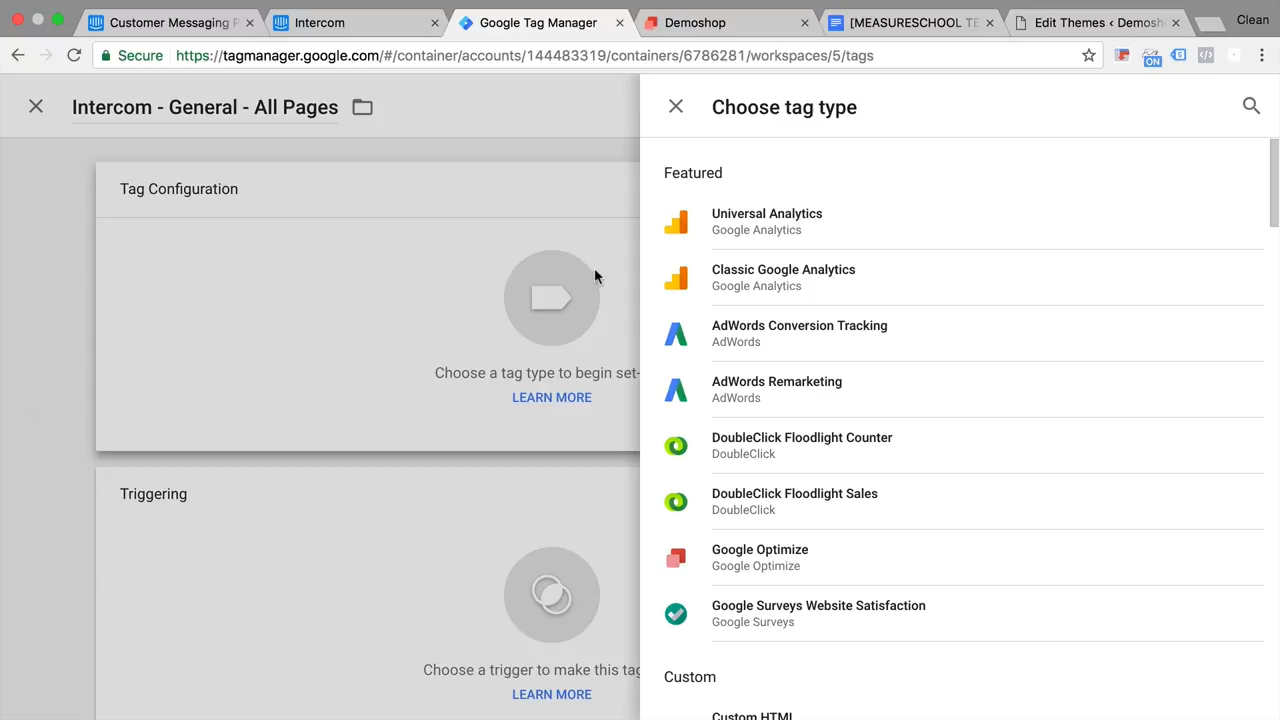 Customer Messaging P
Intercom
Google Tag Manager
Demoshop
[MEASURESCHOOL TE
Edit Themes ‹ Demosh
Clean
Secure
https://tagmanager.google.com/#/container/accounts/144483319/containers/6786281/workspaces/5/tags
ON
Intercom - General - All Pages
Tag Configuration
Choose a tag type to begin set-
LEARN MORE
Triggering
Choose a trigger to make this tag
LEARN MORE
Choose tag type
Featured
Universal Analytics
Google Analytics
Classic Google Analytics
Google Analytics
AdWords Conversion Tracking
AdWords
AdWords Remarketing
AdWords
DoubleClick Floodlight Counter
DoubleClick
DoubleClick Floodlight Sales
DoubleClick
Google Optimize
Google Optimize
Google Surveys Website Satisfaction
Google Surveys
Custom
Custom HTML